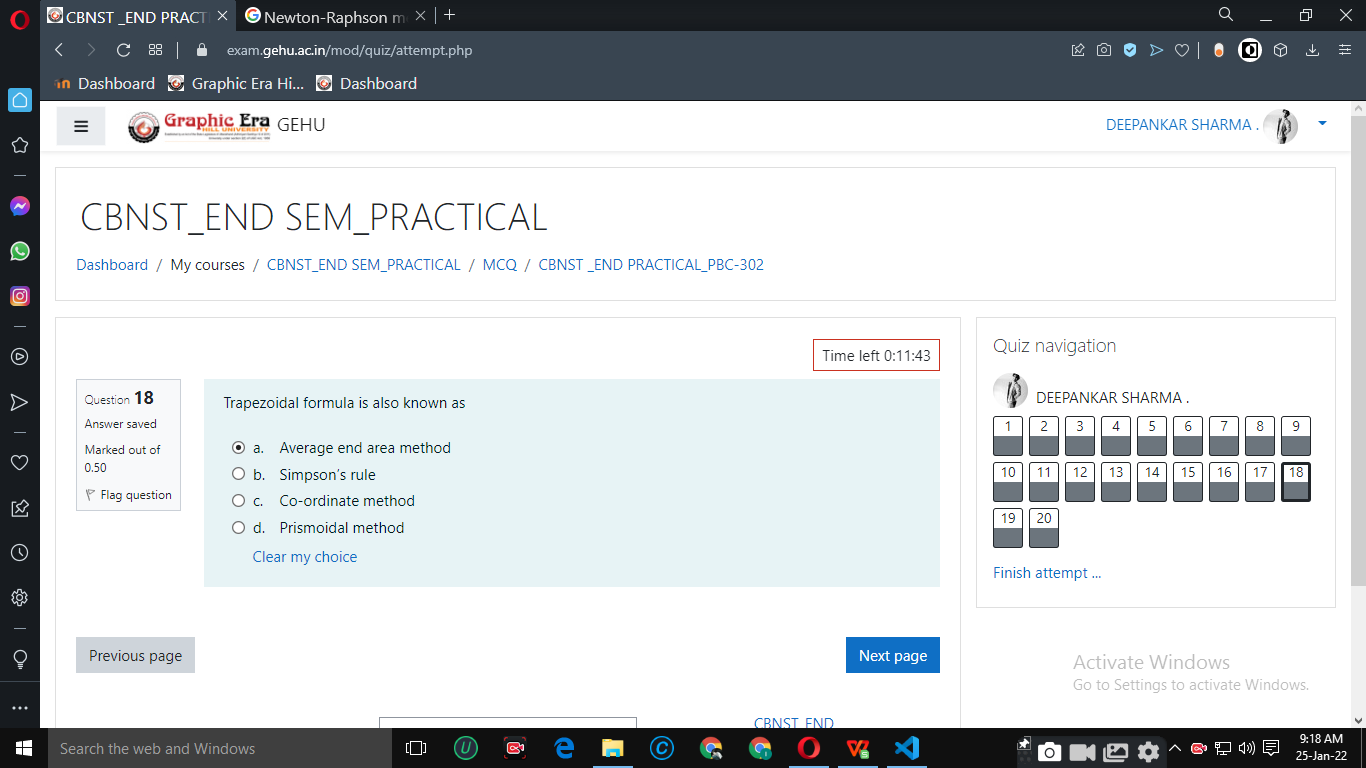 CBNST _END PRACT
Newton-Raphson m
exam.gehu.ac.in/mod/quiz/attempt.php
Dashboard
Graphic Era Hi...
Dashboard
Graphic Era
HILL UNIVERSITY
GEHU
DEEPANKAR SHARMA .
CBNST_END SEM_PRACTICAL
Dashboard / My courses / CBNST_END SEM_PRACTICAL / MCQ / CBNST _END PRACTICAL_PBC-302
Time left 0:11:43
Question 18
Answer saved
Marked out of
0.50
Flag question
Trapezoidal formula is also known as
a. Average end area method
b. Simpson's rule
c. Co-ordinate method
d. Prismoidal method
Clear my choice
Previous page
Next page
CBNST_END
Quiz navigation
DEEPANKAR SHARMA .
1 2 3 4 5 6 7 8 9
10 11 12 13 14 15 16 17 18
19 20
Finish attempt ...
Activate Windows
Go to Settings to activate Windows.
Search the web and Windows
9:18 AM
25-Jan-22